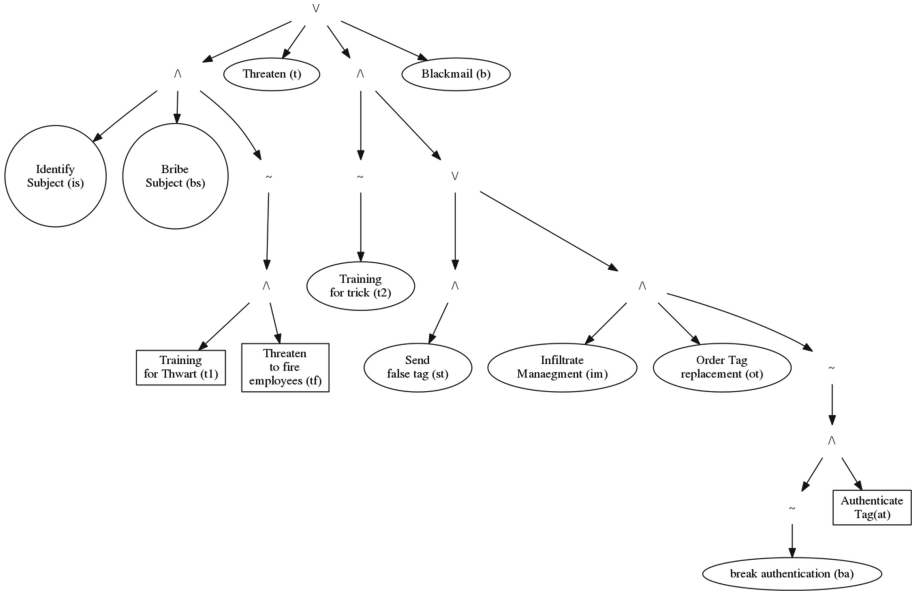 \/
/\
Threaten (t)
/\
Blackmail (b)
Identify
Subject (is)
Bribe
Subject (bs)
~
~
\/
/\
Training
for trick (t2)
/\
/\
Training
for Thwart (t1)
Threaten
to fire
employees (tf)
Send
false tag (st)
Infiltrate
Manaegment (im)
Order Tag
replacement (ot)
~
/\
~
Authenticate
Tag(at)
break authentication (ba)